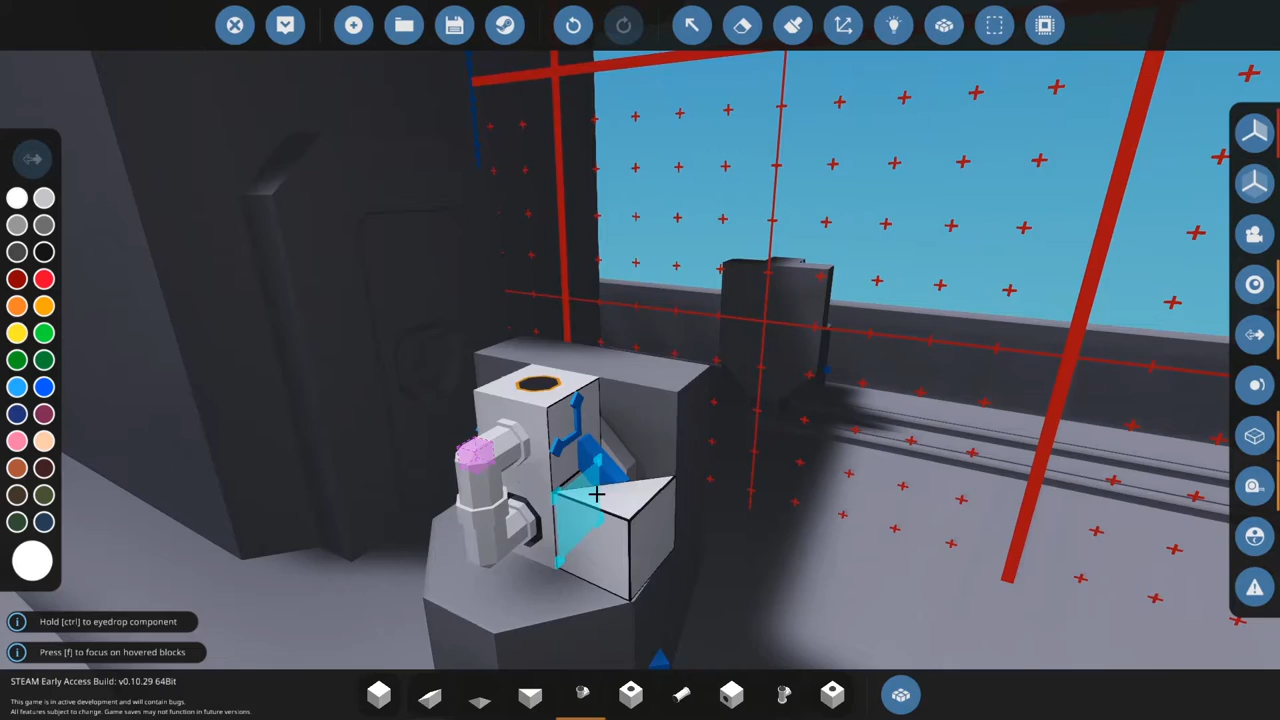 Hold [ctrl] to eyedrop component
Press [f] to focus on hovered blocks
STEAM Early Access Build: v0.10.29 64Bit
This game is in active development and will contain bugs.
All features subject to change. Game saves may not function in future versions.